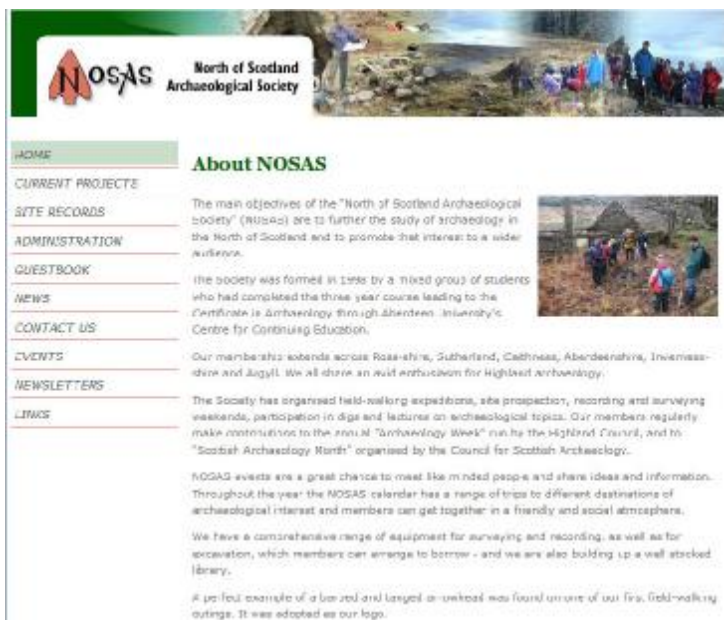 NOSAS
North of Scotland
Archaeological Society
HOME
CURRENT PROJECTS
SITE RECORDS
ADMINISTRATION
GUESTBOOK
NEWS
CONTACT US
EVENTS
NEWSLETTERS
LINKS
About NOSAS
The main objectives of the "North of Scotland Archaeological
Society" (NOSAS) are to further the study of archaeology in
the North of Scotland and to promote that interest to a wider
audience.
The Society was formed in 1998 by a mixed group of students
who had completed the three year course leading to the
Certificate in Archaeology through Aberdeen University's
Centre for Continuing Education.
Our membership extends across Ross-shire, Sutherland, Caithness, Aberdeenshire, Inverness-
shire and Argyll. We all share an avid enthusiasm for Highland archaeology.
The Society has organised field-walking expeditions, site prospection, recording and surveying
weekends, participation in digs and lectures on archaeological topics. Our members regularly
make contributions to the annual "Archaeology Week" run by the Highland Council, and to
"Scottish Archaeology Month" organised by the Council for Scottish Archaeology.
NOSAS events are a great chance to meet like minded people and share ideas and information.
Throughout the year the NOSAS calendar has a range of trips to different destinations of
archaeological interest and members can get together in a friendly and social atmosphere.
We have a comprehensive range of equipment for surveying and recording, as well as for
excavation, which members can arrange to borrow - and we are also building up a well stocked
library.
A perfect example of a barbed and tanged arrowhead was found on one of our first field-walking
outings. It was adopted as our logo.